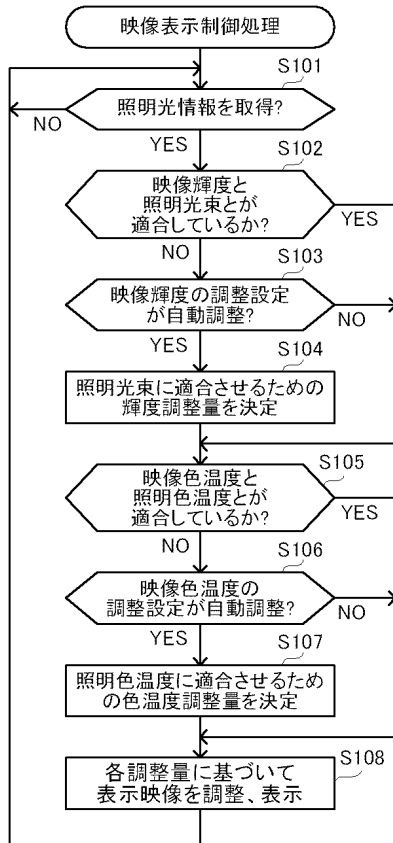 映像表示制御処理
S101
照明光情報を取得?
NO
YES
S102
映像輝度と
照明光束とが
適合しているか?
YES
NO
S103
映像輝度の調整設定
が自動調整?
NO
YES
S104
照明光束に適合させるための
輝度調整量を決定
S105
映像色温度と
照明色温度とが
適合しているか?
YES
NO
S106
映像色温度の
調整設定が自動調整?
NO
YES
S107
照明色温度に適合させるため
の色温度調整量を決定
S108
各調整量に基づいて
表示映像を調整、表示